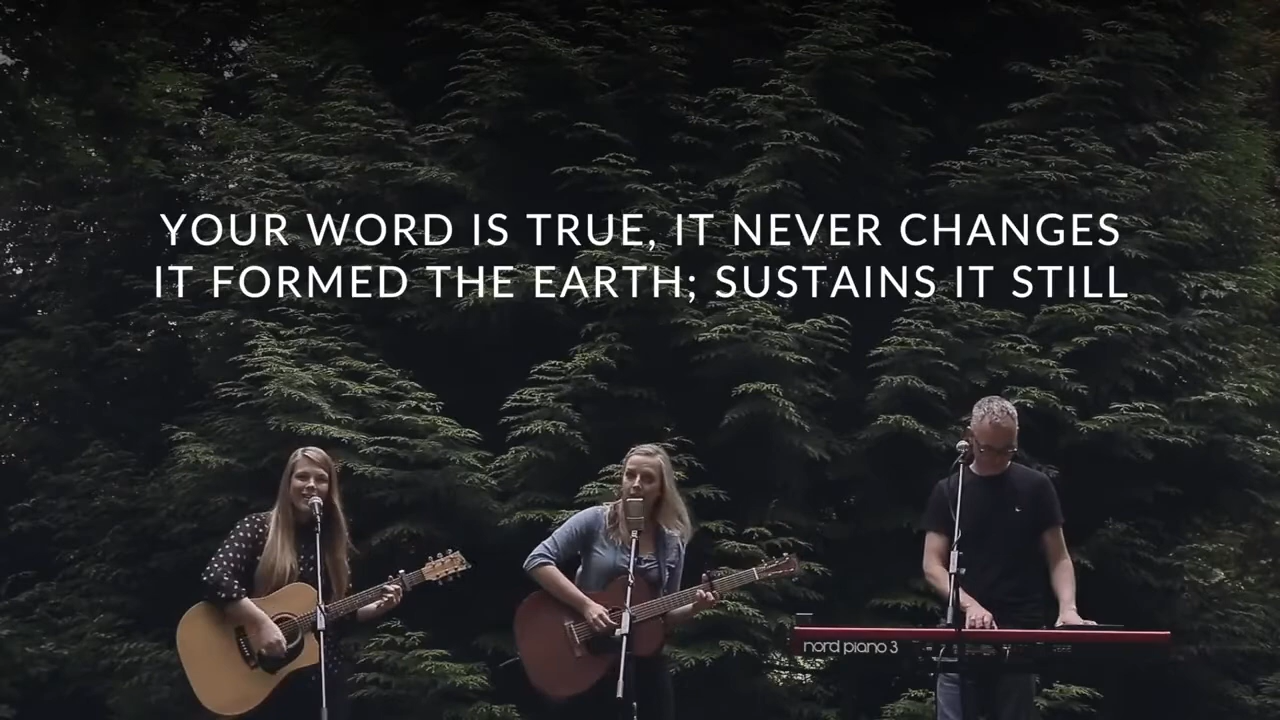 YOUR WORD IS TRUE, IT NEVER CHANGES
IT FORMED THE EARTH; SUSTAINS IT STILL
nord piano 3